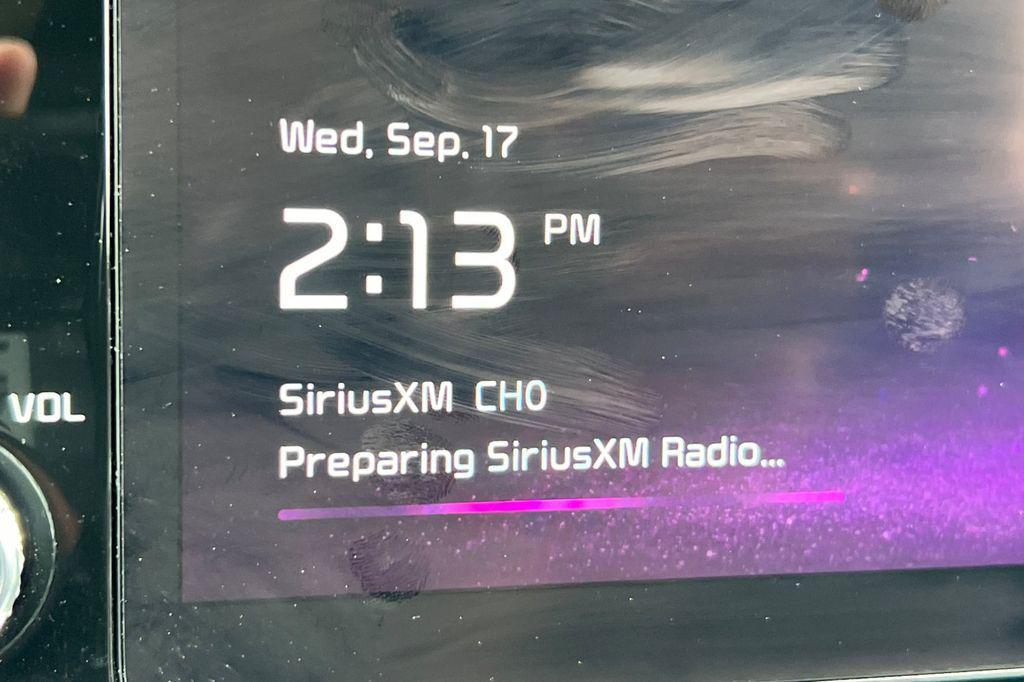 Wed, Sep. 17
2:13 PM
VOL
SiriusXM CH0
Preparing SiriusXM Radio...